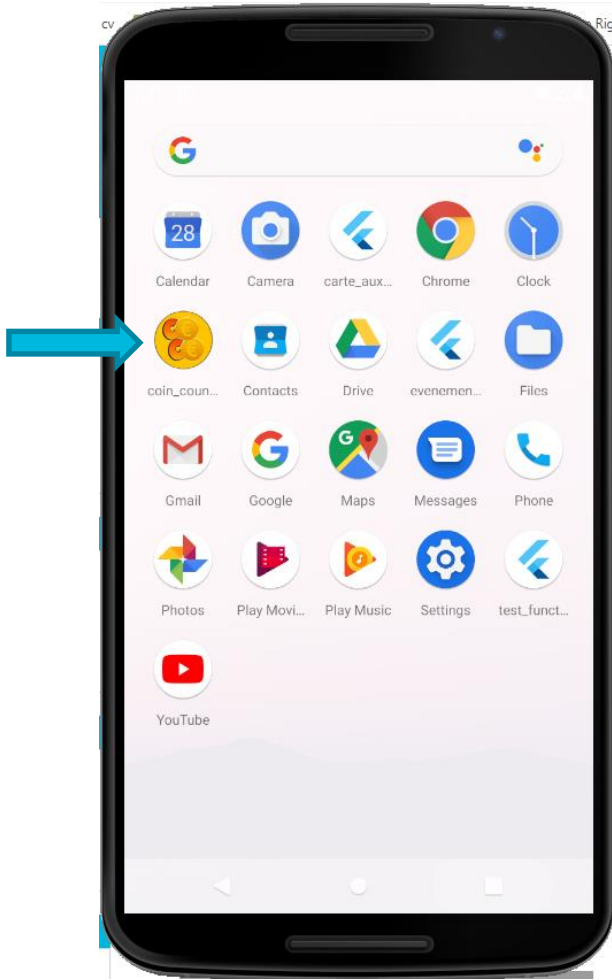 cv
Rig
28
Calendar Camera carte_aux... Chrome Clock
coin_coun... Contacts Drive evenemen... Files
Gmail Google Maps Messages Phone
Photos Play Movi... Play Music Settings test_funct...
YouTube